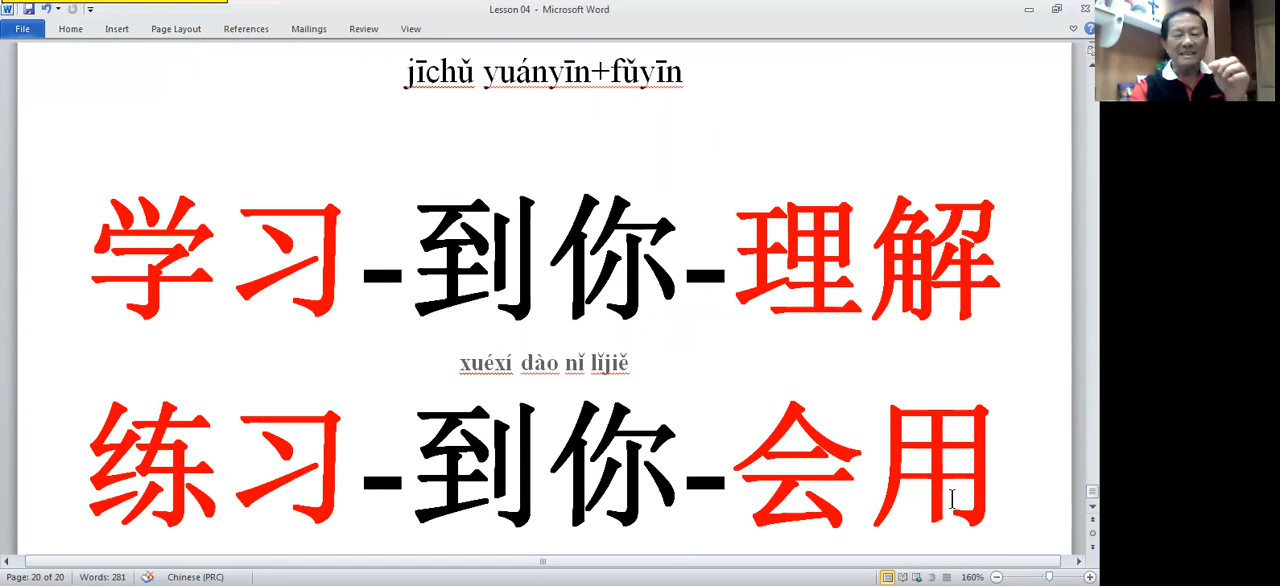 Lesson 04 - Microsoft Word
File Home Insert Page Layout References Mailings Review View
jīchǔ yuányīn+fǔyīn
学习-到你-理解
xuéxí dào nǐ lǐjiě
练习-到你-会用
Page: 20 of 20 Words: 281 Chinese (PRC) 160%